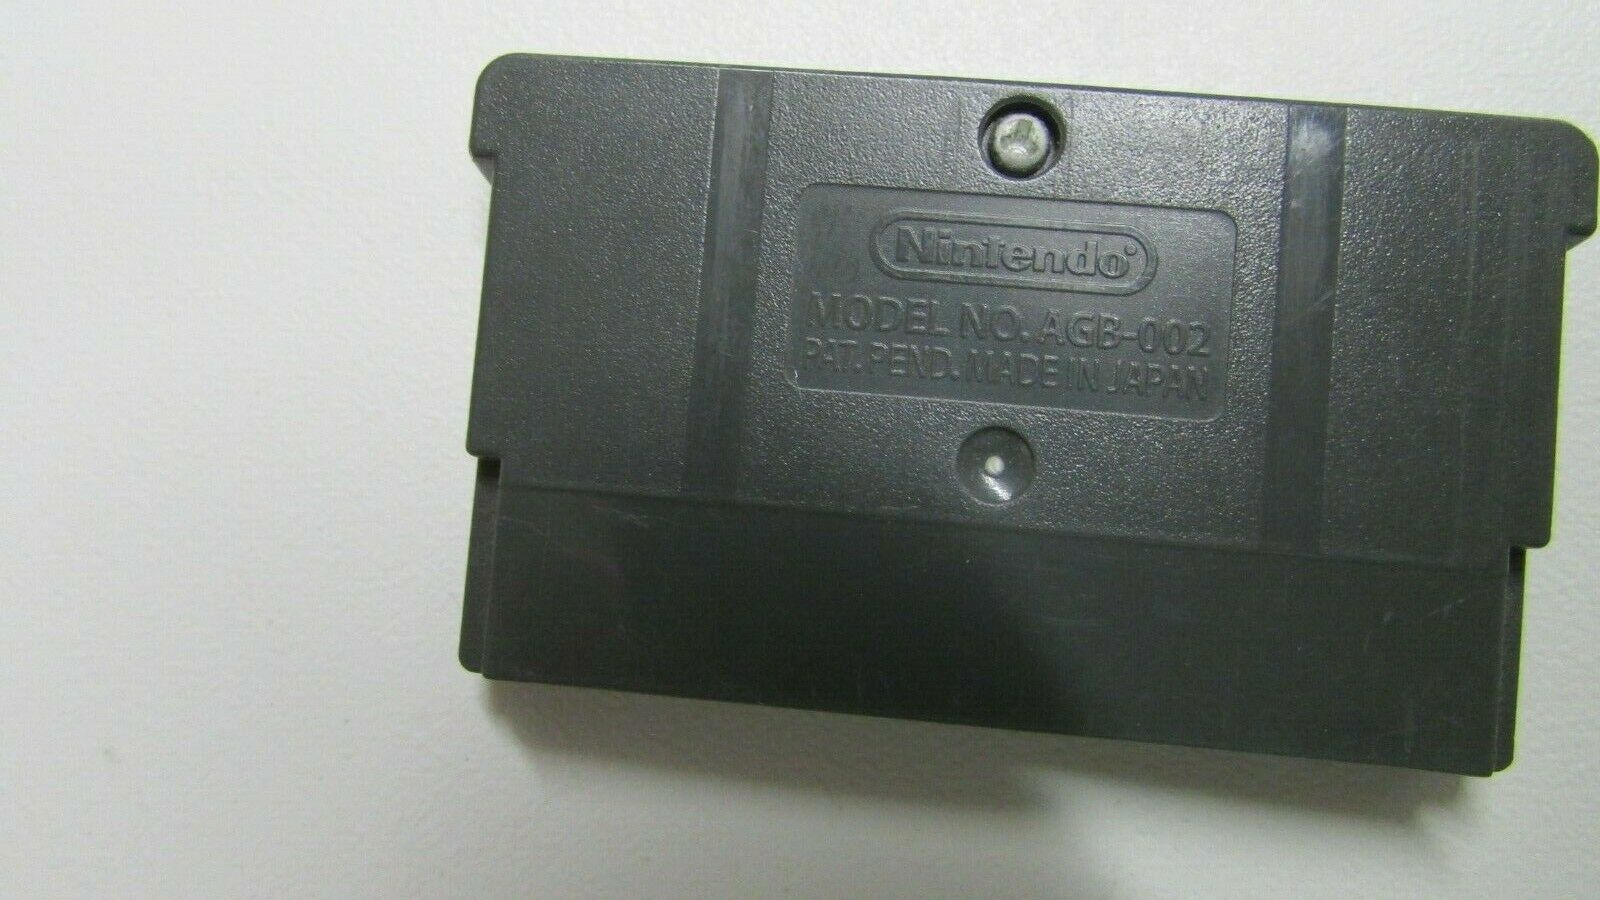 Nintendo®
MODEL NO. AGB-002
PAT. PEND. MADE IN JAPAN